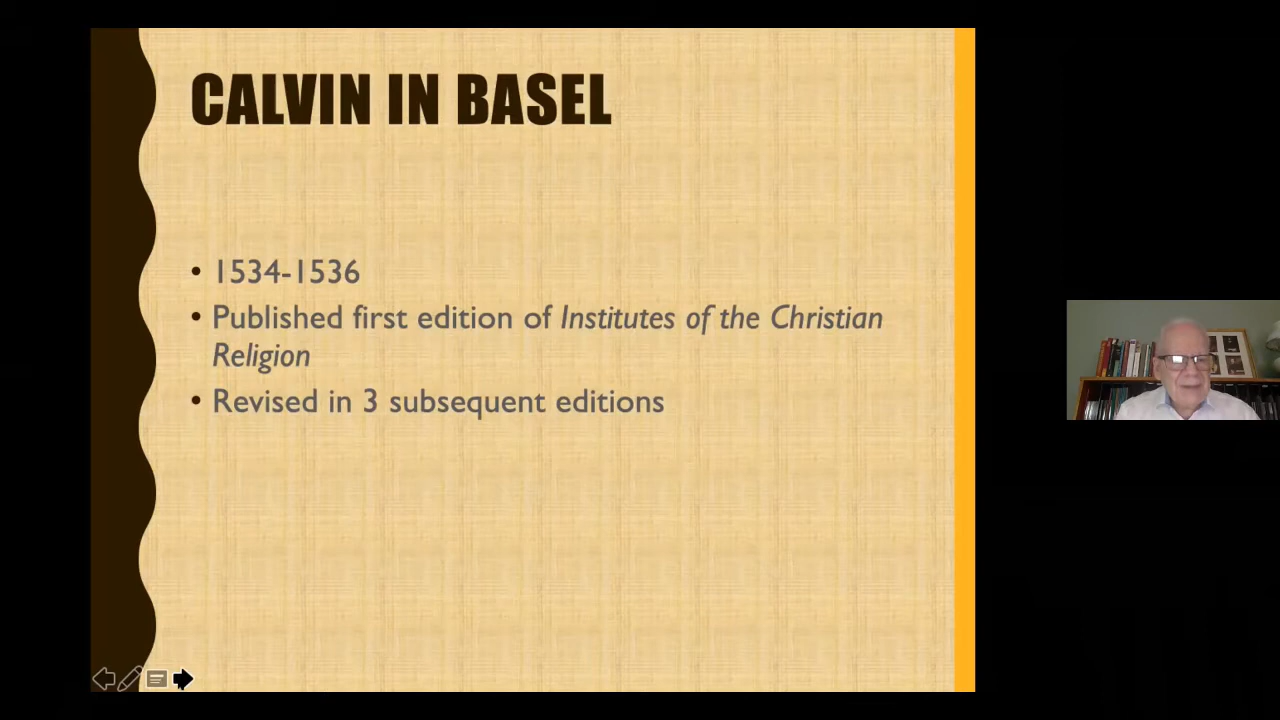 CALVIN IN BASEL
• 1534-1536
• Published first edition of Institutes of the Christian
Religion
• Revised in 3 subsequent editions